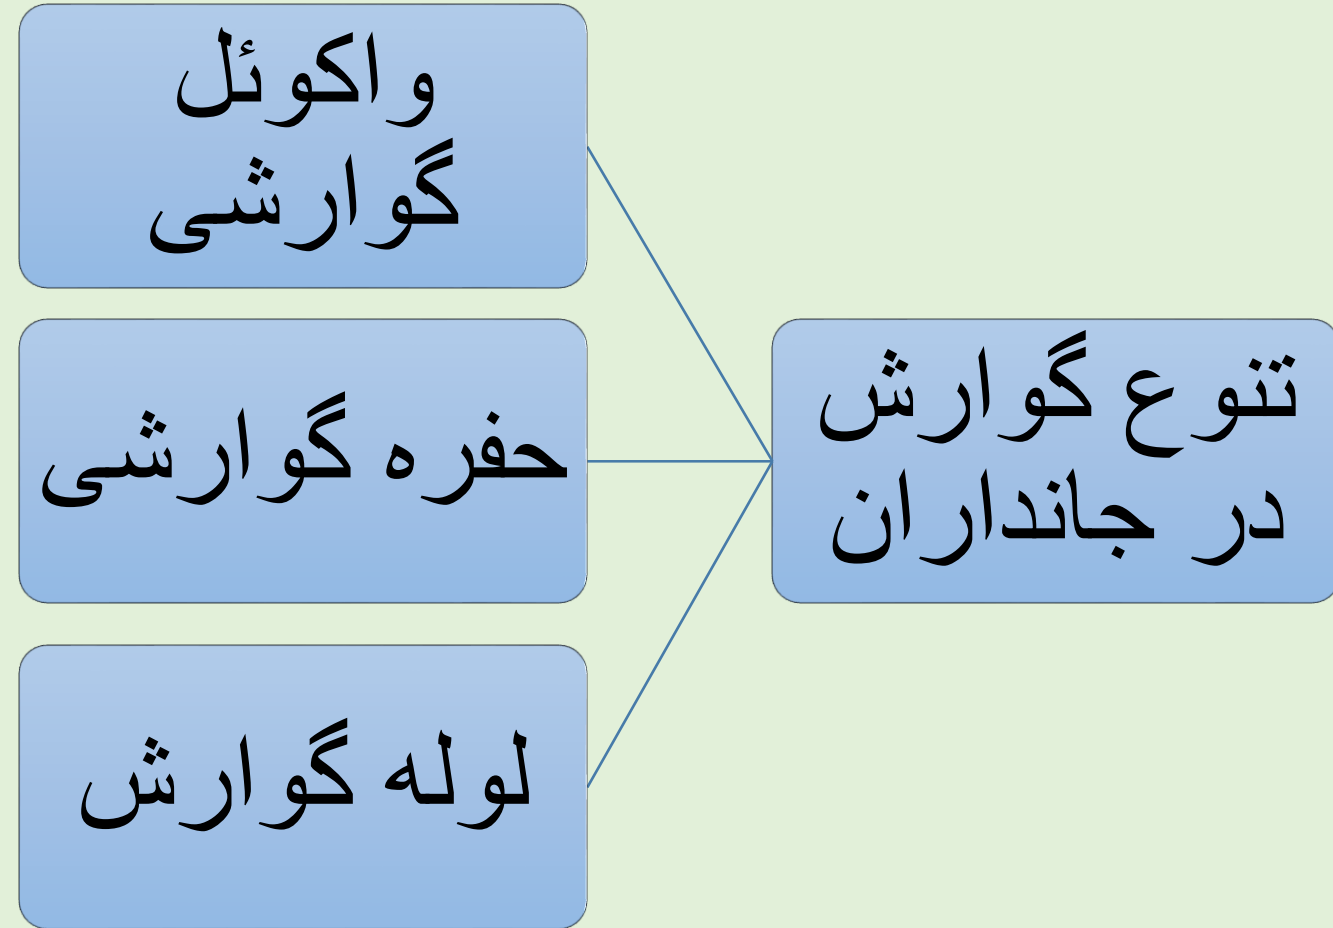 تنوع گوارش
در جانداران
واکوئل
گوارشی
حفره گوارشی
لوله گوارش